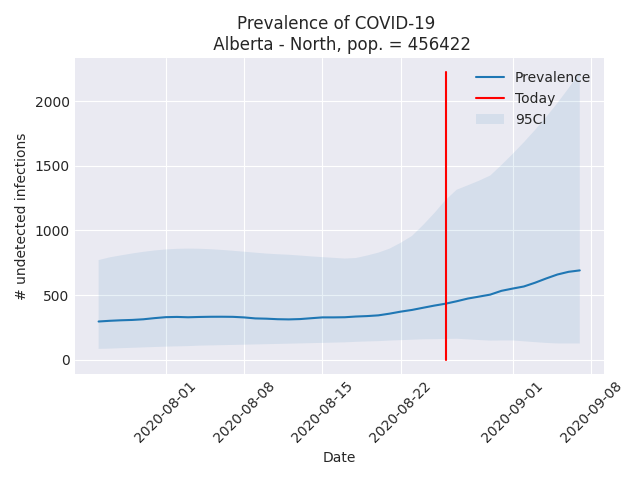 Prevalence of COVID-19
Alberta - North, pop. = 456422
Prevalence
Today
95CI
# undetected infections
2000
1500
1000
500
0
2020-08-01
2020-08-08
2020-08-15
2020-08-22
2020-09-01
2020-09-08
Date